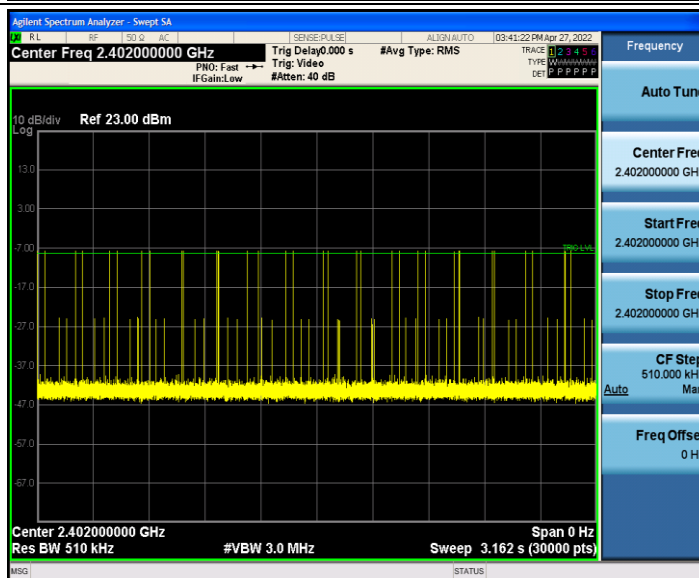 Agilent Spectrum Analyzer - Swept SA
RL RF 50 Ω AC SENSE:PULSE ALIGN AUTO 03:41:22 PM Apr 27, 2022
Center Freq 2.402000000 GHz
Trig Delay0.000 s #Avg Type: RMS TRACE 1 2 3 4 5 6
PNO: Fast Trig: Video TYPE
IFGain:Low #Atten: 40 dB DET P P P P P P
Frequency
Auto Tune
10 dB/div Ref 23.00 dBm
Log
Center Freq
2.402000000 GH
13.0
3.00
Start Freq
2.402000000 GH
-7.00
TRIG LVL
-17.0
Stop Freq
2.402000000 GH
-27.0
-37.0
CF Step
510.000 kH
Auto Man
-47.0
-57.0
Freq Offse
0 H
-67.0
Center 2.402000000 GHz Span 0 Hz
Res BW 510 kHz #VBW 3.0 MHz Sweep 3.162 s (30000 pts)
MSG STATUS